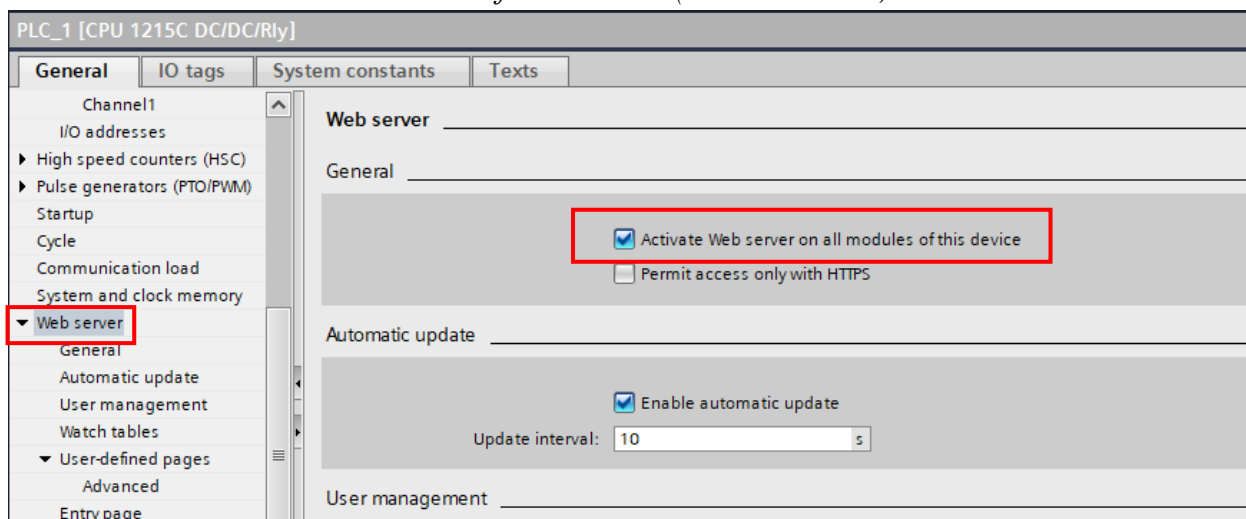 PLC_1 [CPU 1215C DC/DC/Rly]
General IO tags System constants Texts
Channel1
I/O addresses
High speed counters (HSC)
Pulse generators (PTO/PWM)
Startup
Cycle
Communication load
System and clock memory
Web server
General
Automatic update
User management
Watch tables
User-defined pages
Advanced
Entry page
Web server
General
Activate Web server on all modules of this device
Permit access only with HTTPS
Automatic update
Enable automatic update
Update interval: 10 s
User management